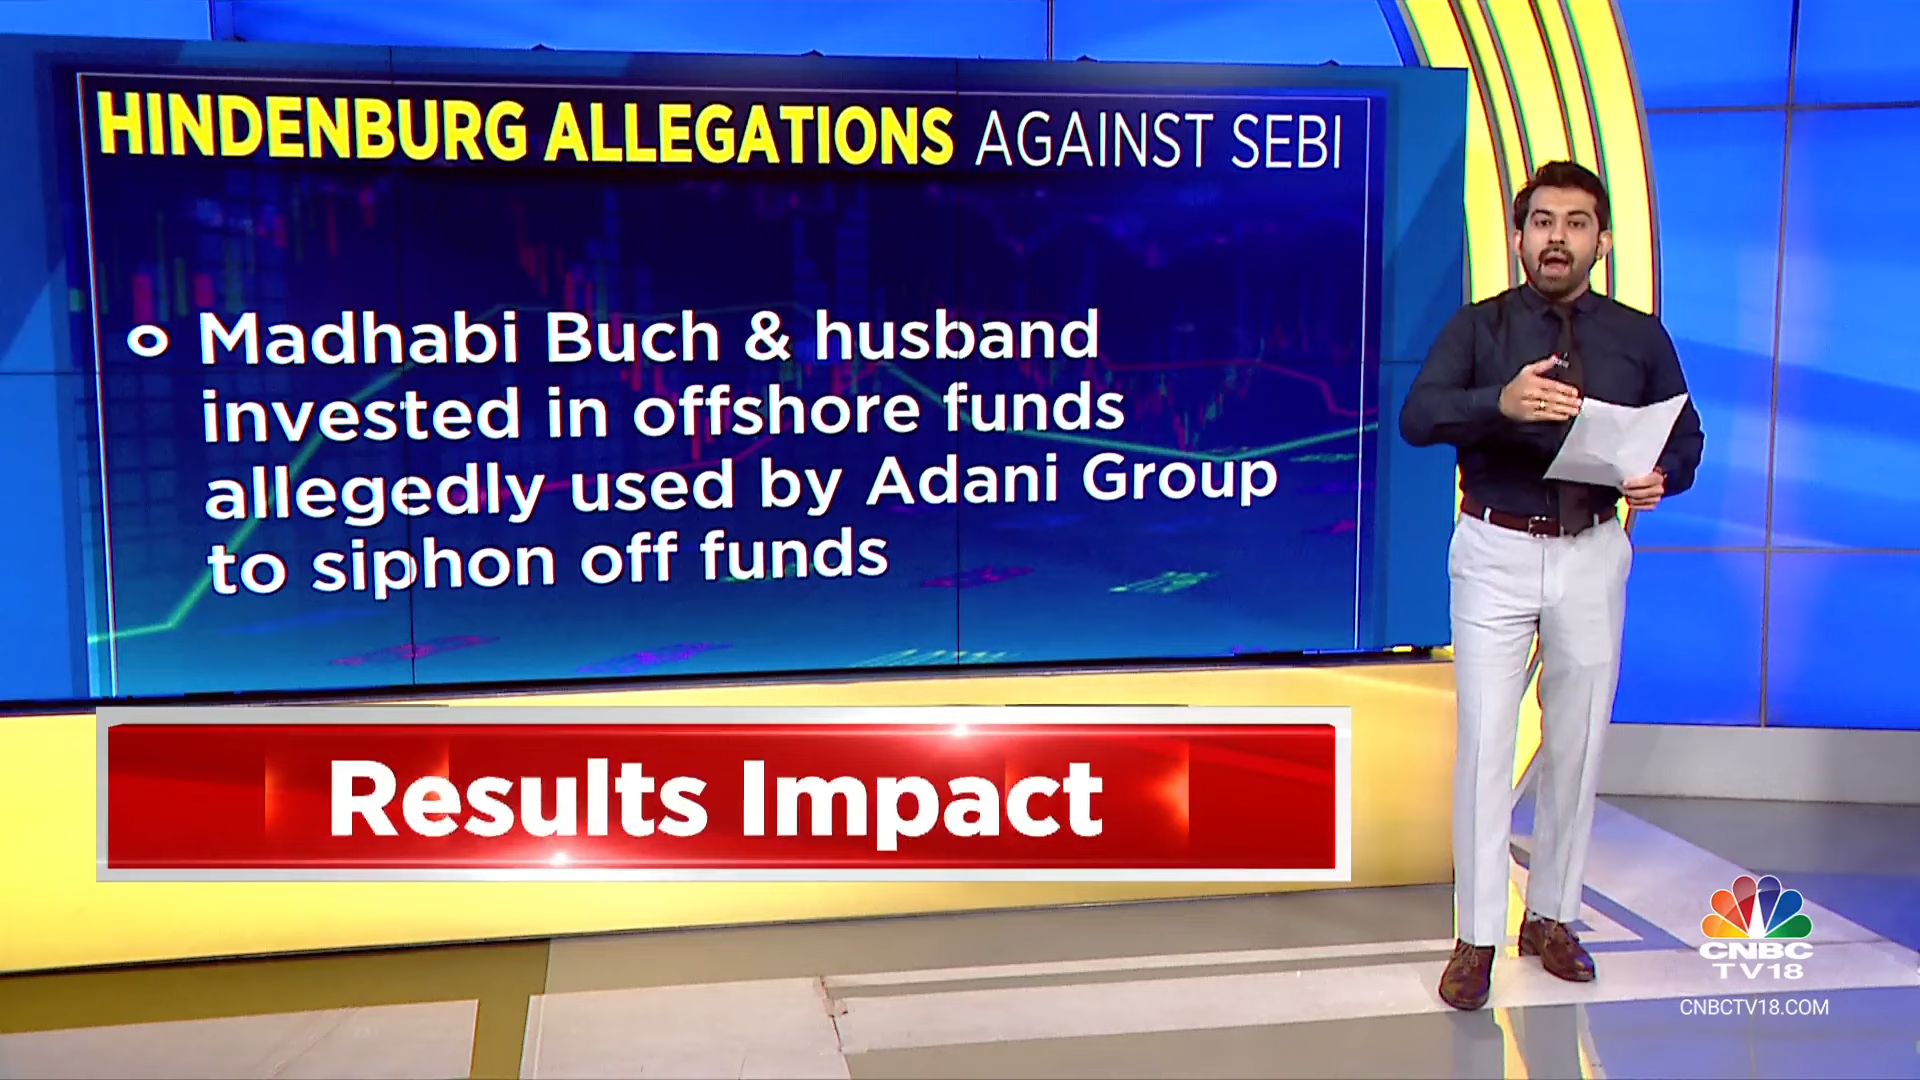 HINDENBURG ALLEGATIONS AGAINST SEBI
o Madhabi Buch & husband
invested in offshore funds
allegedly used by Adani Group
to siphon off funds
Results Impact
CNBC
TV18
CNBCTV18.COM